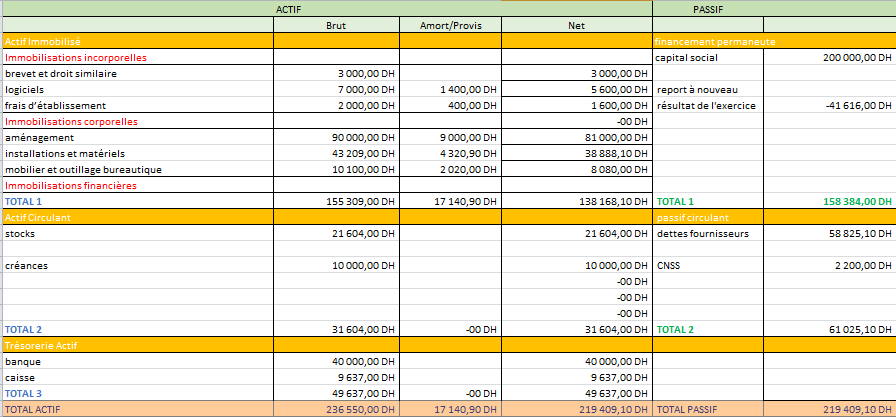 ACTIF PASSIF
Brut Amort/Provis Net
Actif Immobilisé financement permaneute
Immobilisations incorporelles capital social 200 000,00 DH
brevet et droit similaire 3 000,00 DH 3 000,00 DH
logiciels 7 000,00 DH 1 400,00 DH 5 600,00 DH report à nouveau
frais d'établissement 2 000,00 DH 400,00 DH 1 600,00 DH résultat de l'exercice -41 616,00 DH
Immobilisations corporelles -00 DH
aménagement 90 000,00 DH 9 000,00 DH 81 000,00 DH
installations et matériels 43 209,00 DH 4 320,90 DH 38 888,10 DH
mobilier et outillage bureautique 10 100,00 DH 2 020,00 DH 8 080,00 DH
Immobilisations financières
TOTAL 1 155 309,00 DH 17 140,90 DH 138 168,10 DH TOTAL 1 158 384,00 DH
Actif Circulant passif circulant
stocks 21 604,00 DH 21 604,00 DH dettes fournisseurs 58 825,10 DH
créances 10 000,00 DH 10 000,00 DH CNSS 2 200,00 DH
-00 DH
-00 DH
-00 DH
TOTAL 2 31 604,00 DH -00 DH 31 604,00 DH TOTAL 2 61 025,10 DH
Trésorerie Actif
banque 40 000,00 DH 40 000,00 DH
caisse 9 637,00 DH 9 637,00 DH
TOTAL 3 49 637,00 DH -00 DH 49 637,00 DH
TOTAL ACTIF 236 550,00 DH 17 140,90 DH 219 409,10 DH TOTAL PASSIF 219 409,10 DH